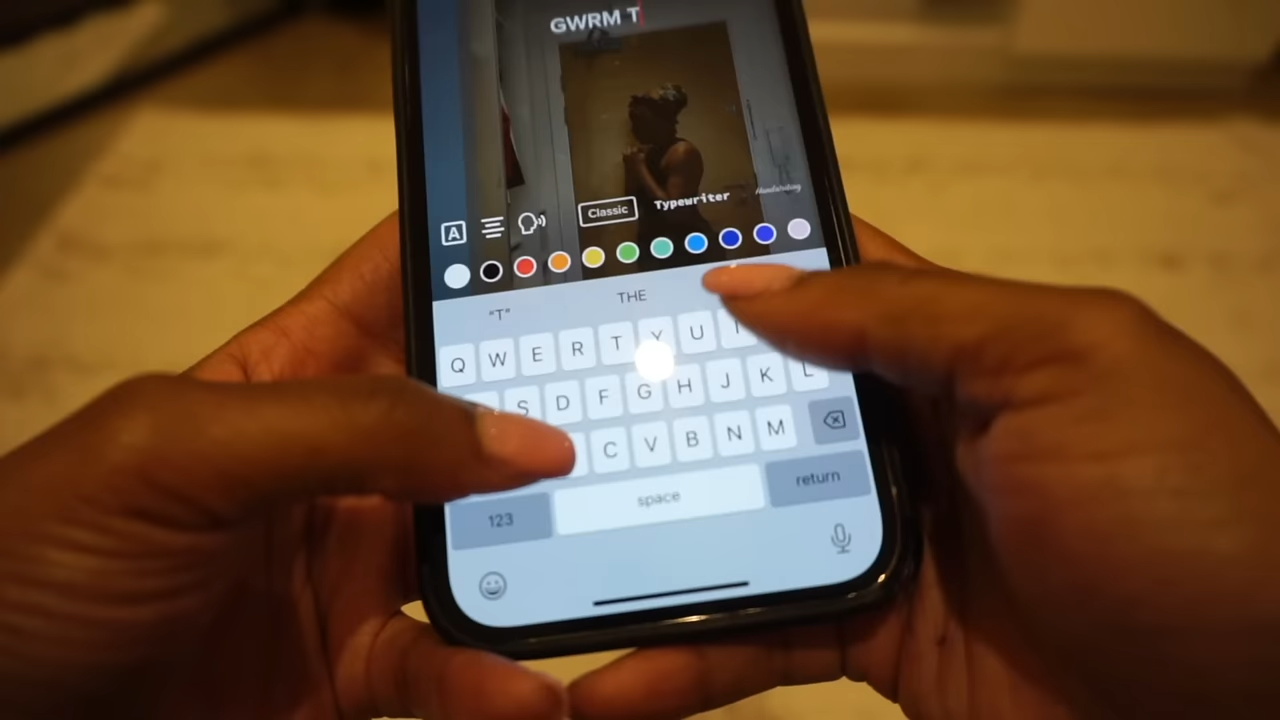 GWRM T
A
Classic Typewriter Handwriting
"T" THE
Q W E R T Y U I
S D F G H J K L
C V B N M
123 space return